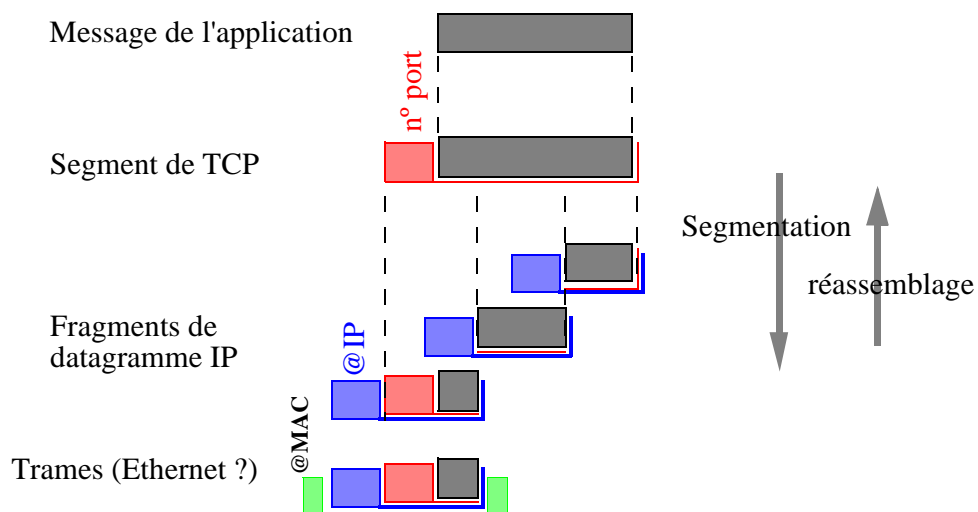 Message de l'application
n° port
Segment de TCP
Segmentation
réassemblage
Fragments de
datagramme IP
@IP
@MAC
Trames (Ethernet ?)